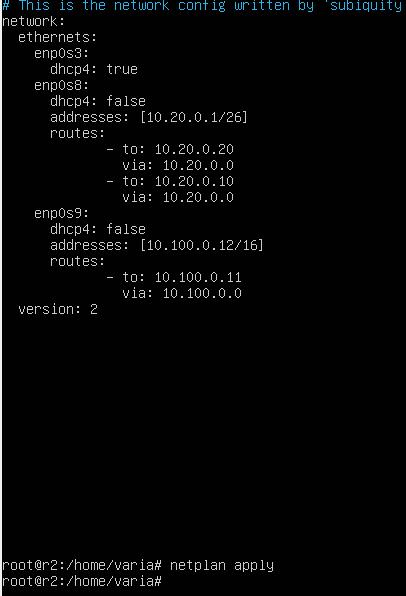 # This is the network config written by 'subiquity
network:
  ethernets:
    enp0s3:
      dhcp4: true
    enp0s8:
      dhcp4: false
      addresses: [10.20.0.1/26]
      routes:
            - to: 10.20.0.20
              via: 10.20.0.0
            - to: 10.20.0.10
              via: 10.20.0.0
    enp0s9:
      dhcp4: false
      addresses: [10.100.0.12/16]
      routes:
            - to: 10.100.0.11
              via: 10.100.0.0
  version: 2
root@r2:/home/varia# netplan apply
root@r2:/home/varia#